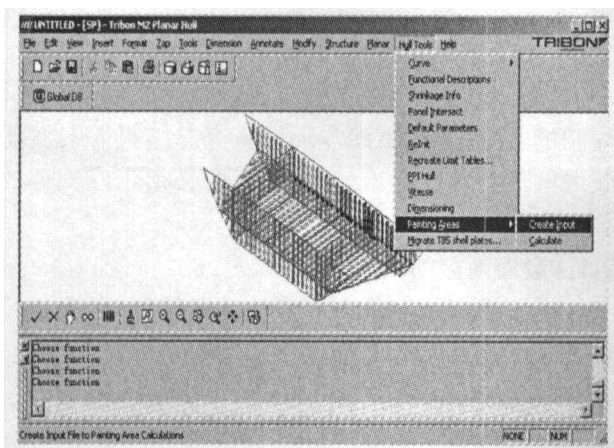 UNTITLED - [SP] - Tribon M2 Planar Hull
File Edit View Insert Format Zap Tools Dimension Annotate Modify Structure Planar Hull Tools Help
TRIBON
Global DB
Curve
Functional Descriptions
Shrinkage Info
Panel Intersect
Default Parameters
ReInit
Recreate Limit Tables...
PPI Hull
Vitesse
Dimensioning
Painting Areas
Create Input
Migrate TB5 shell plates...
Calculate
Choose function
Choose function
Choose function
Choose function
Create Input File to Painting Area Calculations
NONE NUM